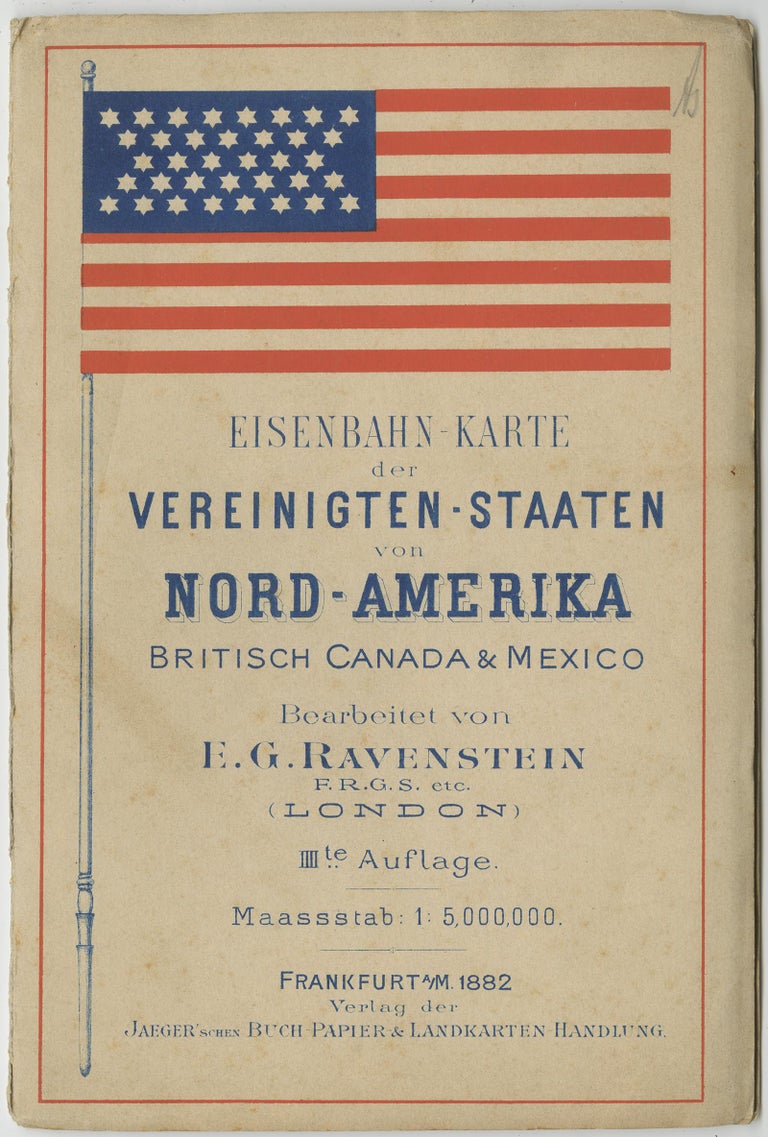 EISENBAHN-KARTE
der
VEREINIGTEN-STAATEN
von
NORD-AMERIKA
BRITISCH CANADA & MEXICO
Bearbeitet von
E. G. RAVENSTEIN
F. R. G. S. etc.
(LONDON)
IIIte Auflage.
Maassstab: 1: 5,000,000.
FRANKFURT A/M. 1882
Verlag der
JAEGER'SCHEN BUCH-PAPIER-& LANDKARTEN-HANDLUNG.